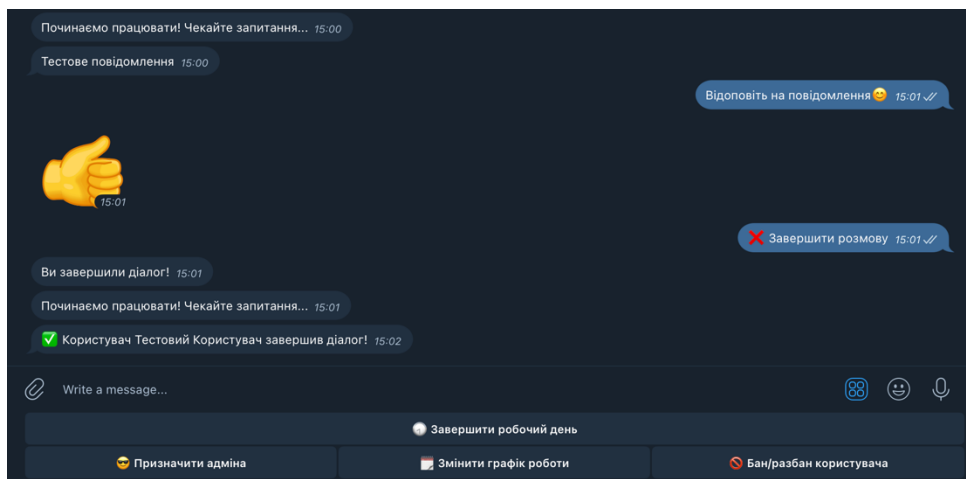 Починаємо працювати! Чекайте запитання... 15:00
Тестове повідомлення 15:00
Відоповіть на повідомлення😊 15:01
15:01
❌ Завершити розмову 15:01
Ви завершили діалог! 15:01
Починаємо працювати! Чекайте запитання... 15:01
✅ Користувач Тестовий Користувач завершив діалог! 15:02
Write a message...
Завершити робочий день
😎 Призначити адміна
Змінити графік роботи
🚫 Бан/разбан користувача